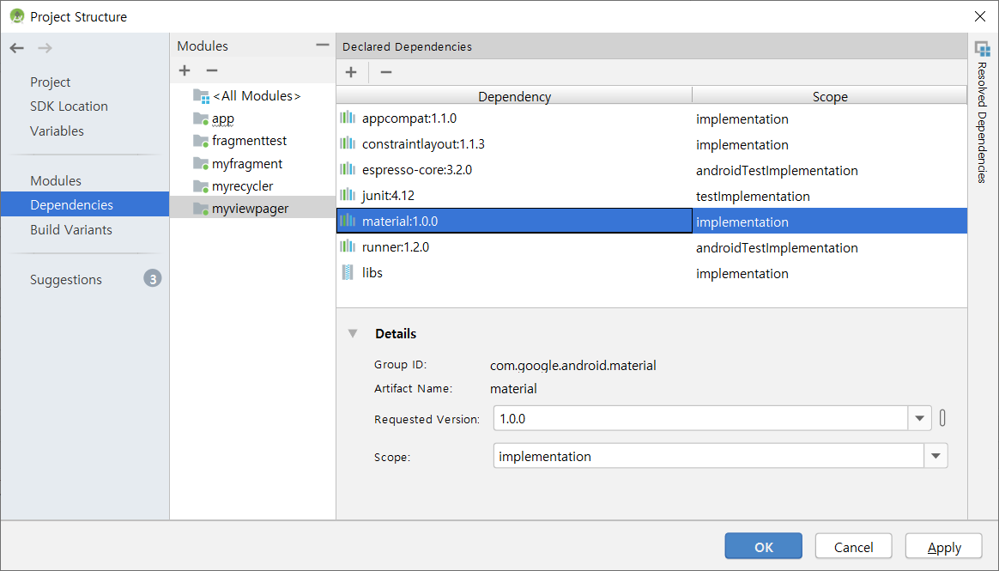 Project Structure
Project
SDK Location
Variables
Modules
Dependencies
Build Variants
Suggestions
3
Modules
<All Modules>
app
fragmenttest
myfragment
myrecycler
myviewpager
Declared Dependencies
Dependency Scope
appcompat:1.1.0 implementation
constraintlayout:1.1.3 implementation
espresso-core:3.2.0 androidTestImplementation
junit:4.12 testImplementation
material:1.0.0 implementation
runner:1.2.0 androidTestImplementation
libs implementation
Details
Group ID: com.google.android.material
Artifact Name: material
Requested Version: 1.0.0
Scope: implementation
Resolved Dependencies
OK Cancel Apply